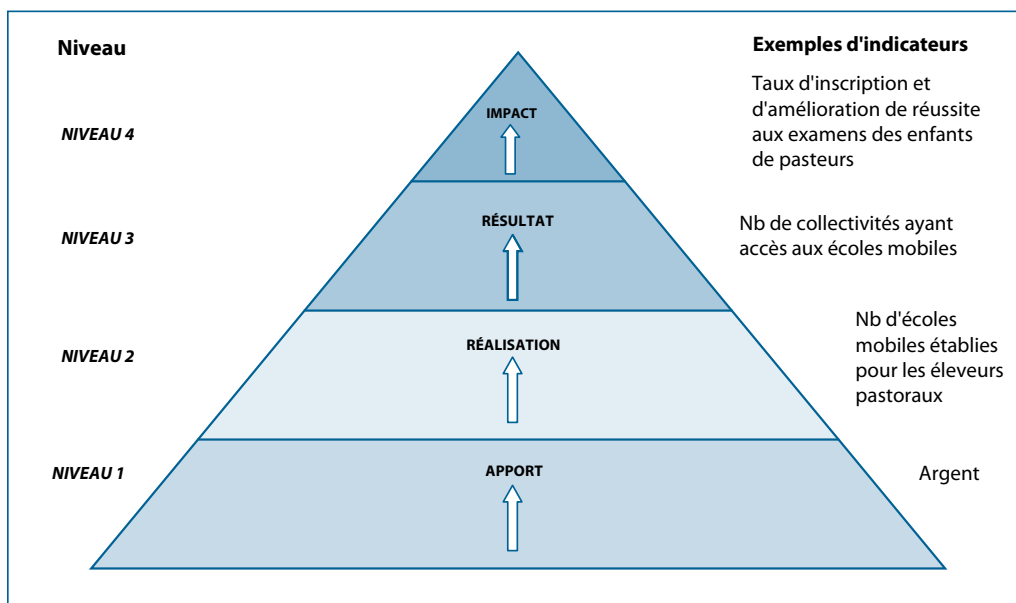 Niveau
Exemples d'indicateurs
NIVEAU 4
IMPACT
Taux d'inscription et
d'amélioration de réussite
aux examens des enfants
de pasteurs
NIVEAU 3
RÉSULTAT
Nb de collectivités ayant
accès aux écoles mobiles
NIVEAU 2
RÉALISATION
Nb d'écoles
mobiles établies
pour les éleveurs
pastoraux
NIVEAU 1
APPORT
Argent